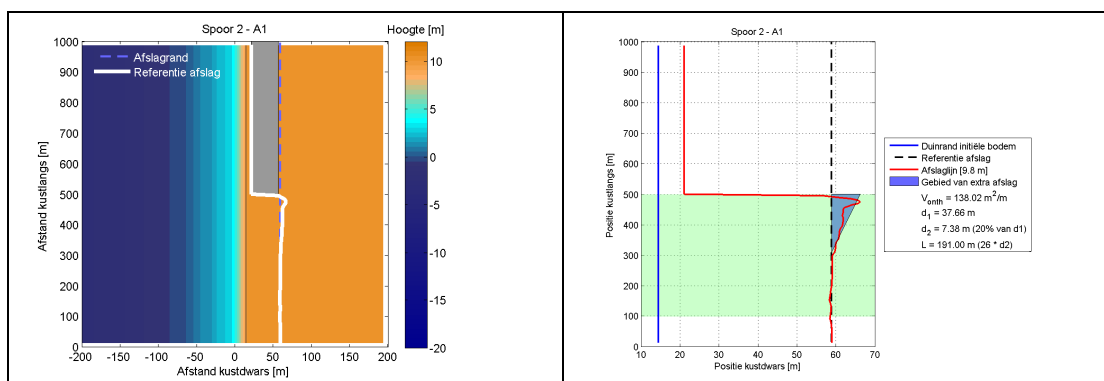 Spoor 2 - A1
Hoogte [m]
1000
900
800
700
600
500
400
300
200
100
0
Afstand kustlangs [m]
Afslagrand
Referentie afslag
-200 -150 -100 -50 0 50 100 150 200
Afstand kustdwars [m]
10
5
0
-5
-10
-15
-20
Spoor 2 - A1
1000
900
800
700
600
500
400
300
200
100
0
Positie kustlangs [m]
10 20 30 40 50 60 70
Positie kustdwars [m]
Duinrand initiële bodem
Referentie afslag
Afslaglijn [9.8 m]
Gebied van extra afslag
V_onth = 138.02 m²/m
d₁ = 37.66 m
d₂ = 7.38 m (20% van d1)
L = 191.00 m (26 * d2)